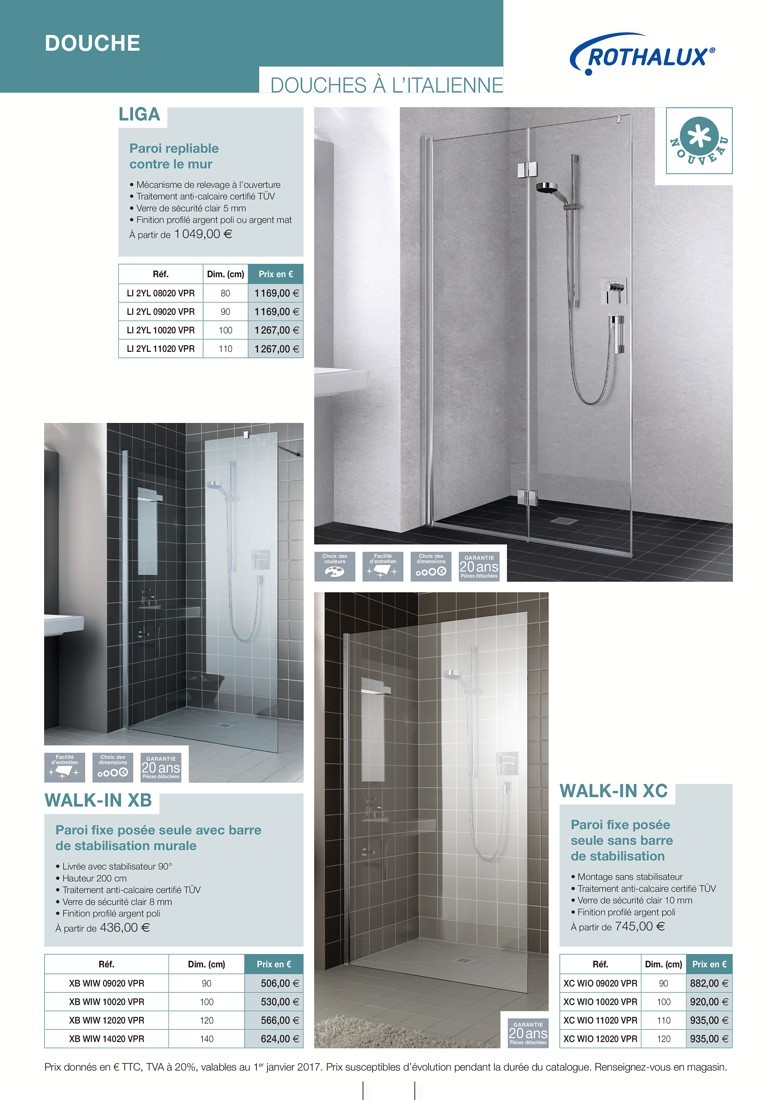 DOUCHE
ROTHALUX®
DOUCHES À L'ITALIENNE
LIGA
Paroi repliable
contre le mur
• Mécanisme de relevage à l'ouverture
• Traitement anti-calcaire certifié TÜV
• Verre de sécurité clair 5 mm
• Finition profilé argent poli ou argent mat
À partir de 1 049,00 €
Réf. Dim. (cm) Prix en €
LI 2YL 08020 VPR 80 1 169,00 €
LI 2YL 09020 VPR 90 1 169,00 €
LI 2YL 10020 VPR 100 1 267,00 €
LI 2YL 11020 VPR 110 1 267,00 €
NOUVEAU
Choix des
couleurs
Facilité
d'entretien
Choix des
dimensions
GARANTIE
20 ans
Pièces détachées
Facilité
d'entretien
Choix des
dimensions
GARANTIE
20 ans
Pièces détachées
WALK-IN XB
Paroi fixe posée seule avec barre
de stabilisation murale
• Livrée avec stabilisateur 90°
• Hauteur 200 cm
• Traitement anti-calcaire certifié TÜV
• Verre de sécurité clair 8 mm
• Finition profilé argent poli
À partir de 436,00 €
Réf. Dim. (cm) Prix en €
XB WIW 09020 VPR 90 506,00 €
XB WIW 10020 VPR 100 530,00 €
XB WIW 12020 VPR 120 566,00 €
XB WIW 14020 VPR 140 624,00 €
GARANTIE
20 ans
Pièces détachées
WALK-IN XC
Paroi fixe posée
seule sans barre
de stabilisation
• Montage sans stabilisateur
• Traitement anti-calcaire certifié TÜV
• Verre de sécurité clair 10 mm
• Finition profilé argent poli
À partir de 745,00 €
Réf. Dim. (cm) Prix en €
XC WIO 09020 VPR 90 882,00 €
XC WIO 10020 VPR 100 920,00 €
XC WIO 11020 VPR 110 935,00 €
XC WIO 12020 VPR 120 935,00 €
Prix donnés en € TTC, TVA à 20%, valables au 1er janvier 2017. Prix susceptibles d'évolution pendant la durée du catalogue. Renseignez-vous en magasin.